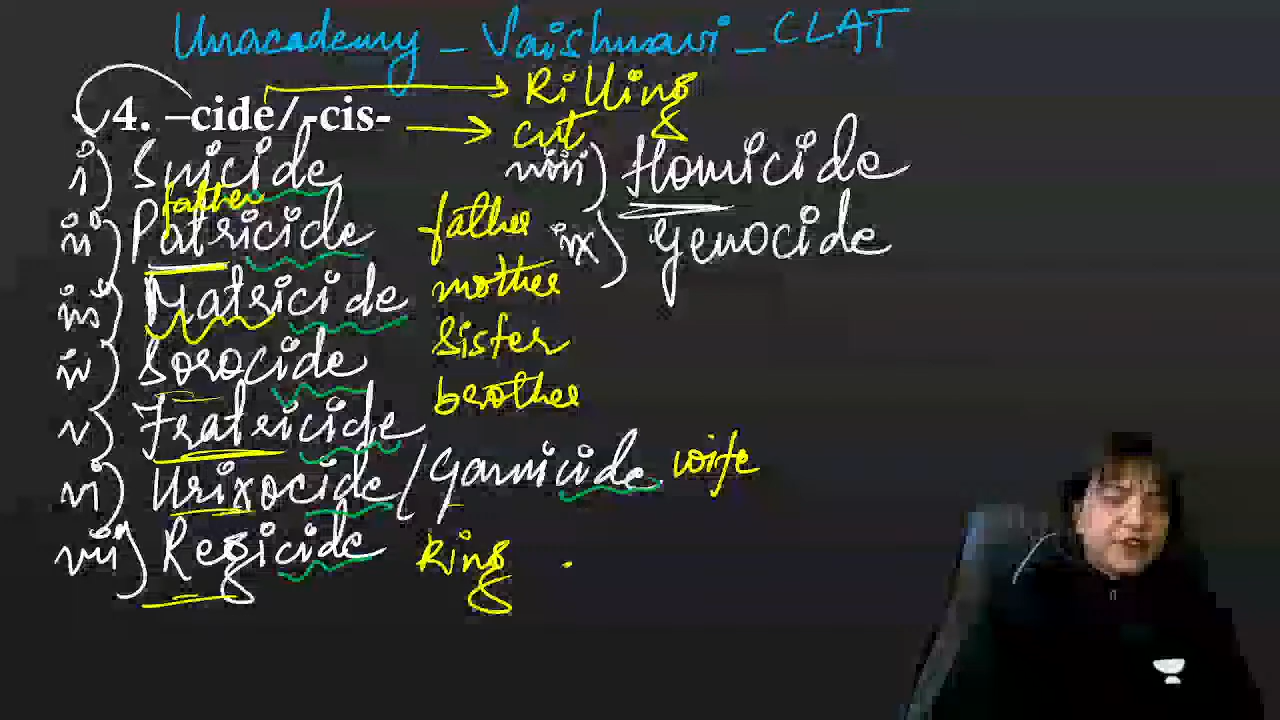 Unacademy - Vaishnavi - CLAT
4. –cide/-cis-
Killing
cut
i) Suicide
ii) Patricide father father
iii) Matricide mother
iv) Sorocide Sister
v) Fratricide brother
vi) Urixocide / Gamicide wife
vii) Regicide King
viii) Homicide
ix) Genocide